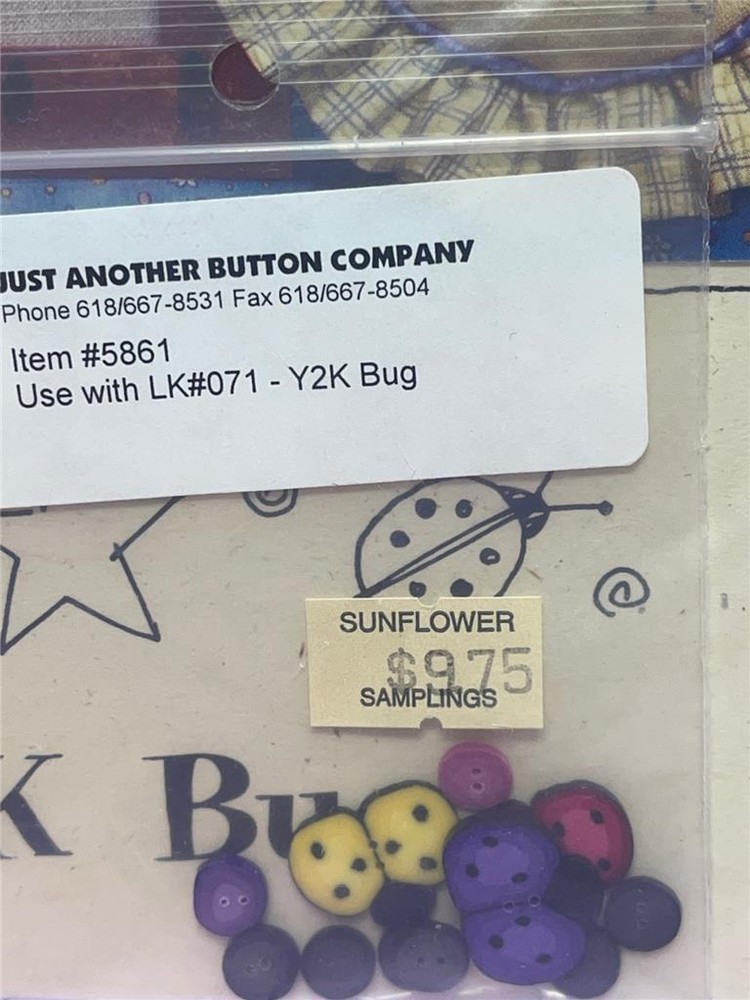 JUST ANOTHER BUTTON COMPANY
Phone 618/667-8531 Fax 618/667-8504
Item #5861
Use with LK#071 - Y2K Bug
SUNFLOWER
$9.75
SAMPLINGS
K Bu